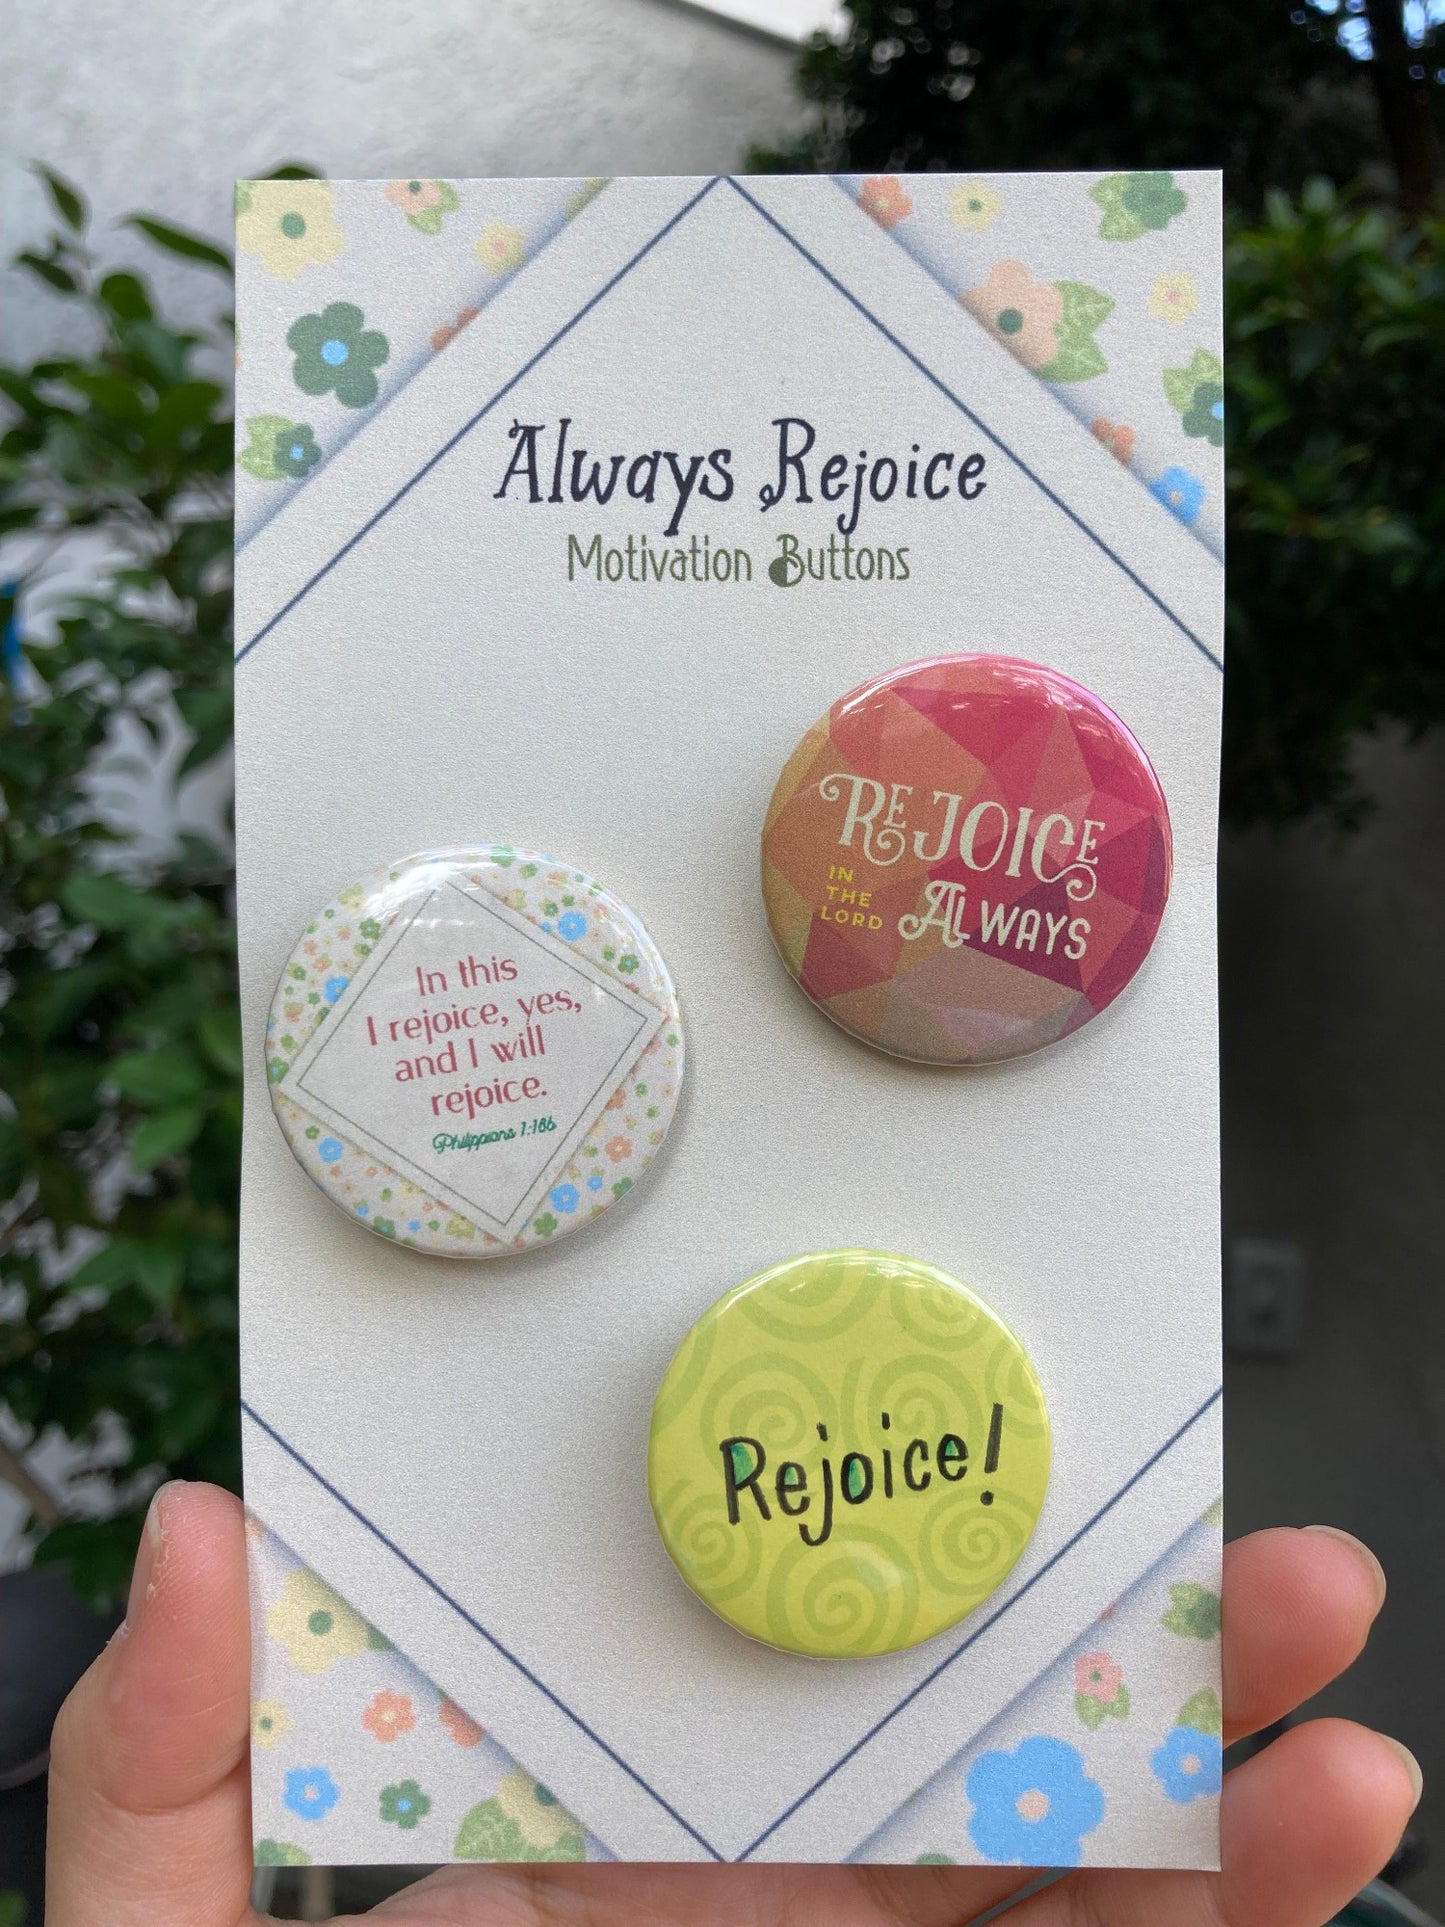 Always Rejoice
Motivation Buttons
REJOICE
IN
THE
LORD
ALWAYS
In this
I rejoice, yes,
and I will
rejoice.
Philippians 1:18b
Rejoice!